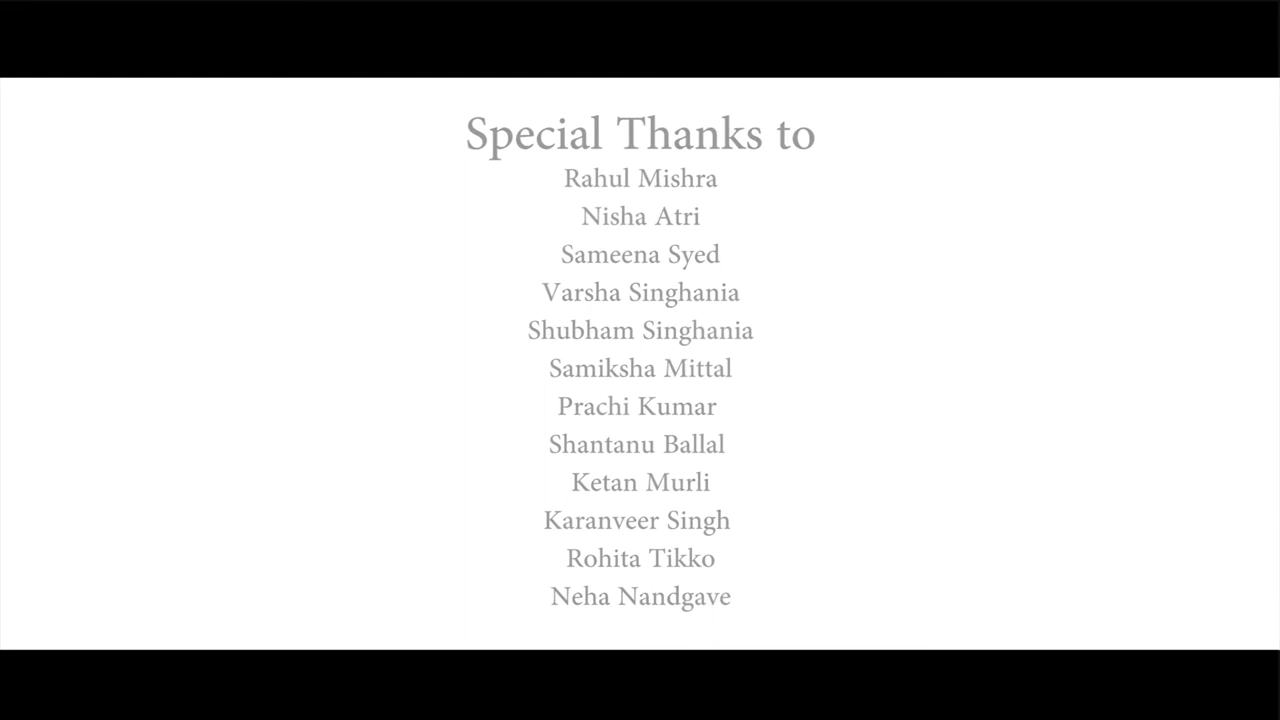 Special Thanks to
Rahul Mishra
Nisha Atri
Sameena Syed
Varsha Singhania
Shubham Singhania
Samiksha Mittal
Prachi Kumar
Shantanu Ballal
Ketan Murli
Karanveer Singh
Rohita Tikko
Neha Nandgave